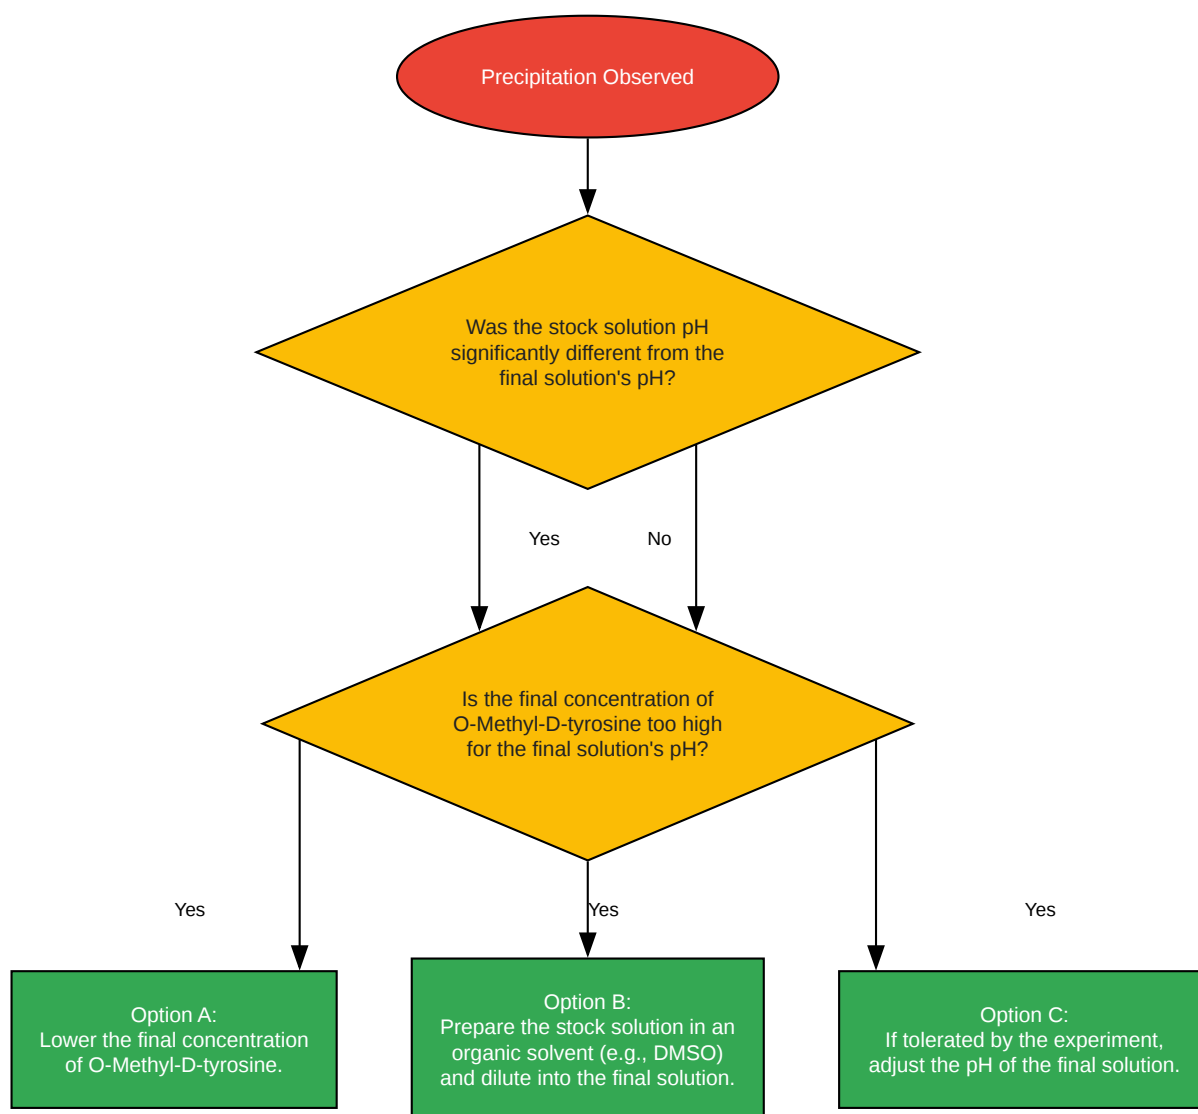 Precipitation Observed
Was the stock solution pH
significantly different from the
final solution's pH?
Yes
No
Is the final concentration of
O-Methyl-D-tyrosine too high
for the final solution's pH?
Yes
Yes
Yes
Option A:
Lower the final concentration
of O-Methyl-D-tyrosine.
Option B:
Prepare the stock solution in an
organic solvent (e.g., DMSO)
and dilute into the final solution.
Option C:
If tolerated by the experiment,
adjust the pH of the final solution.